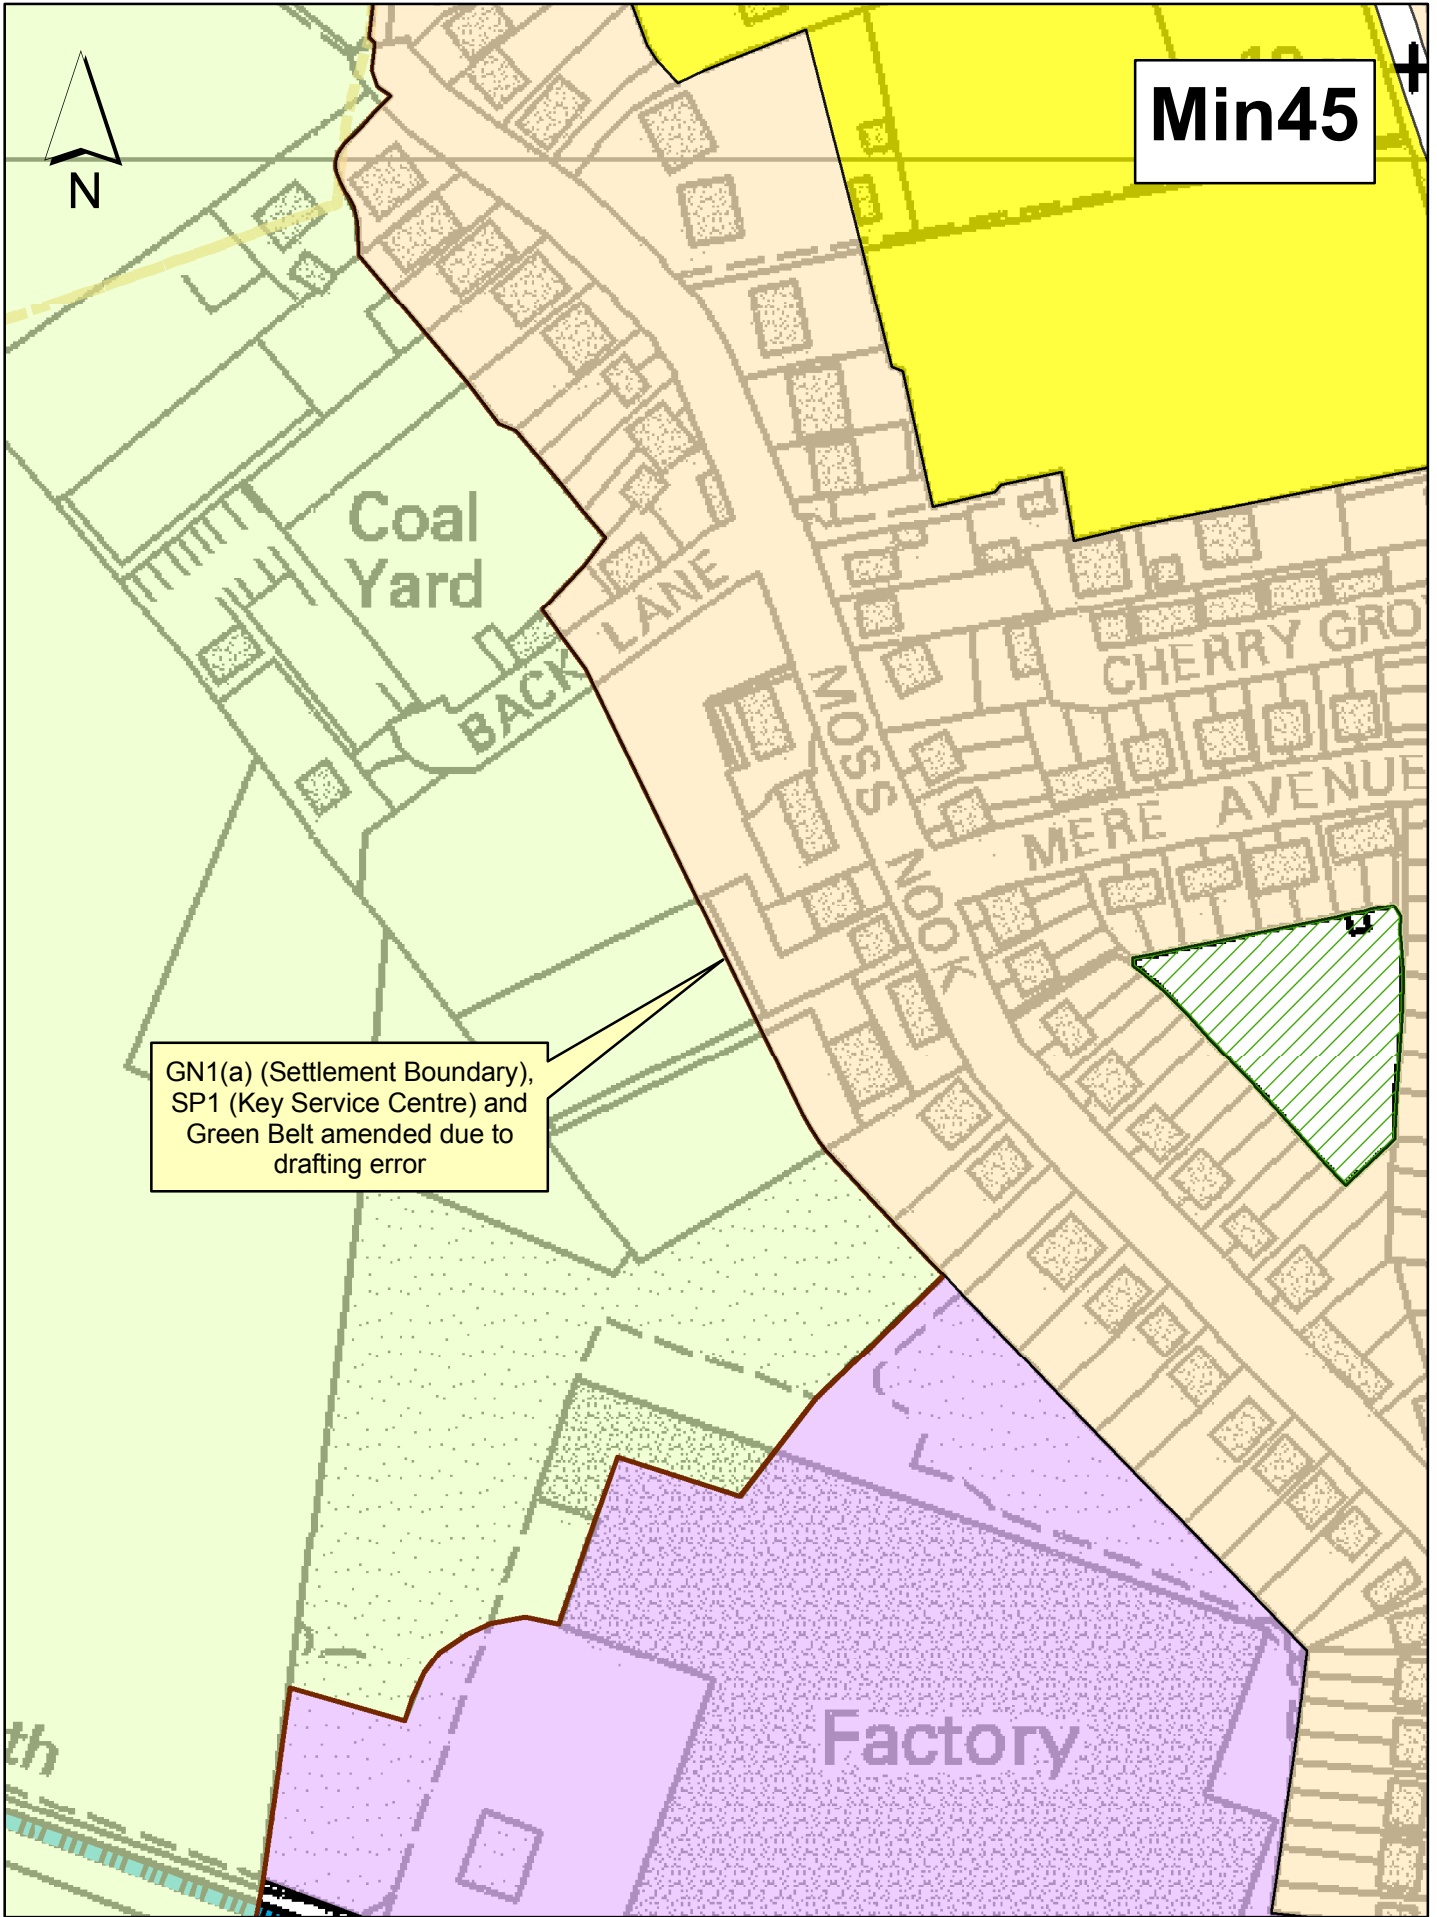 Min45
N
Coal
Yard
BACK LANE
MOSS NOOK
CHERRY GRO
MERE AVENUE
GN1(a) (Settlement Boundary),
SP1 (Key Service Centre) and
Green Belt amended due to
drafting error
Factory
th